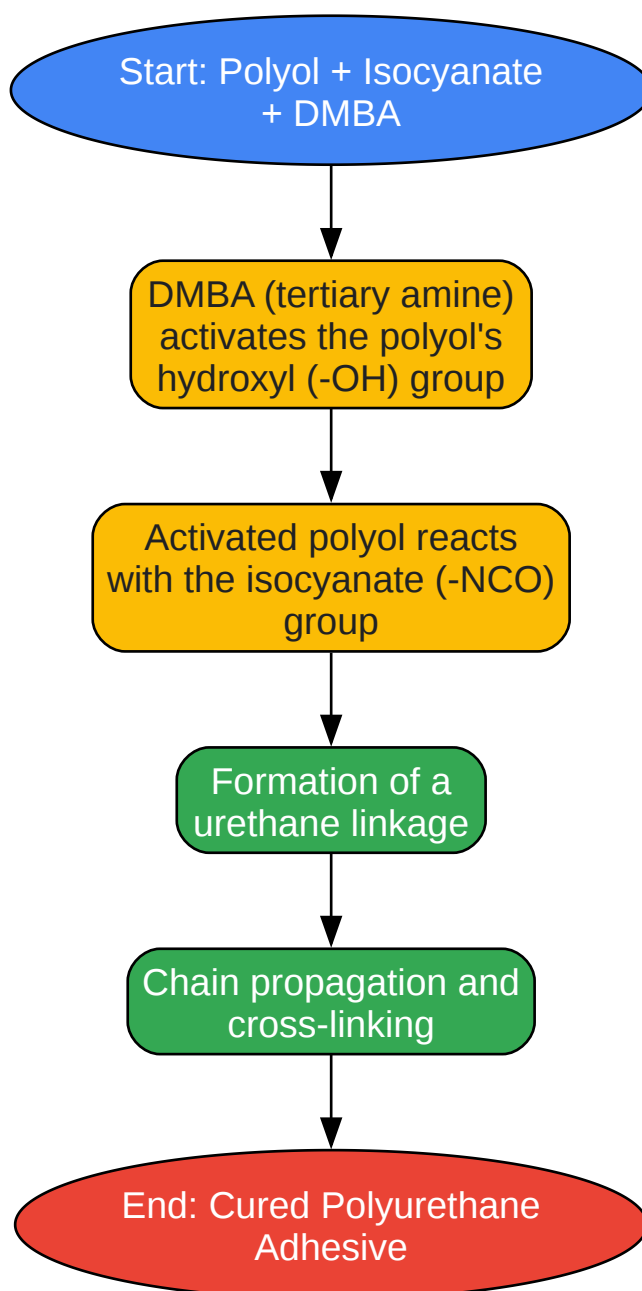 Start: Polyol + Isocyanate
+ DMBA
DMBA (tertiary amine)
activates the polyol's
hydroxyl (-OH) group
Activated polyol reacts
with the isocyanate (-NCO)
group
Formation of a
urethane linkage
Chain propagation and
cross-linking
End: Cured Polyurethane
Adhesive